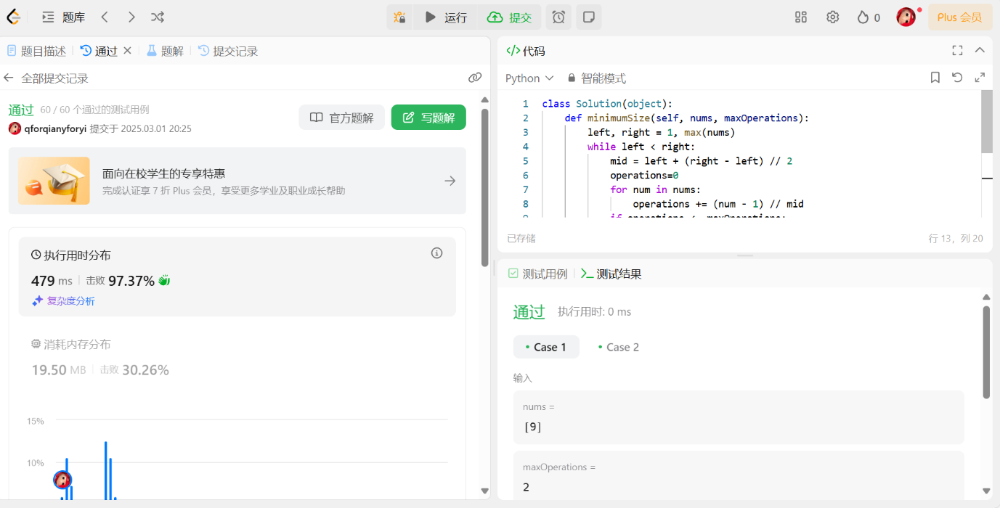 题库
运行
提交
0
Plus 会员
题目描述
通过
题解
提交记录
全部提交记录
通过 60 / 60 个通过的测试用例
官方题解
写题解
qforqianyforyi 提交于 2025.03.01 20:25
面向在校学生的专享特惠
完成认证享 7 折 Plus 会员，享受更多学业及职业成长帮助
执行用时分布
479 ms 击败 97.37%
复杂度分析
消耗内存分布
19.50 MB 击败 30.26%
15%
10%
</> 代码
Python 智能模式
1 class Solution(object):
2 def minimumSize(self, nums, maxOperations):
3 left, right = 1, max(nums)
4 while left < right:
5 mid = left + (right - left) // 2
6 operations=0
7 for num in nums:
8 operations += (num - 1) // mid
已存储
行 13，列 20
测试用例
测试结果
通过 执行用时: 0 ms
Case 1
Case 2
输入
nums =
[9]
maxOperations =
2